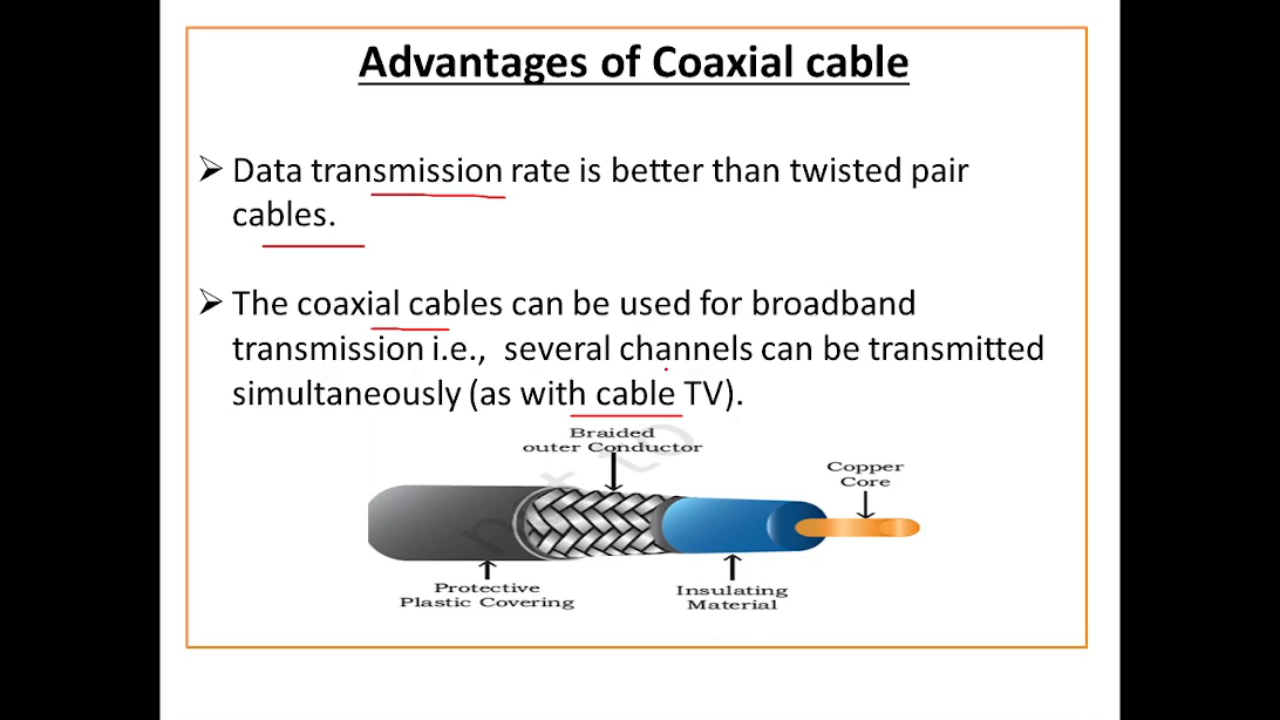 Advantages of Coaxial cable
➢ Data transmission rate is better than twisted pair
cables.
➢ The coaxial cables can be used for broadband
transmission i.e., several channels can be transmitted
simultaneously (as with cable TV).
Braided
outer Conductor
Copper
Core
Protective
Plastic Covering
Insulating
Material
not to